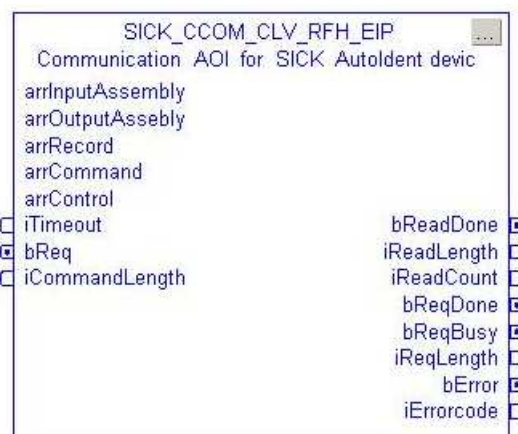 SICK_CCOM_CLV_RFH_EIP ...
Communication AOI for SICK AutoIdent devic
arrInputAssembly
arrOutputAssebly
arrRecord
arrCommand
arrControl
iTimeout bReadDone
bReq iReadLength
iCommandLength iReadCount
bReqDone
bReqBusy
iReqLength
bError
iErrorcode